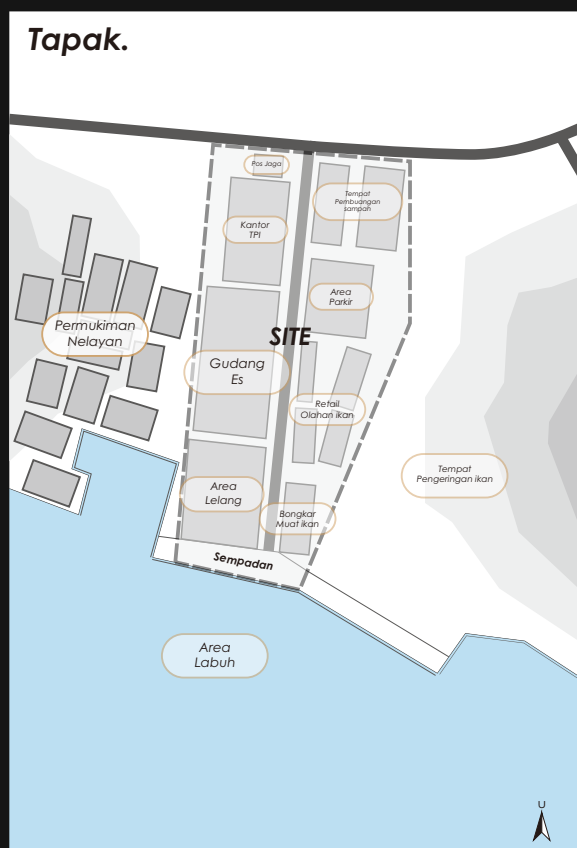 Tapak.
Pos Jaga
Tempat
Pembuangan
sampah
Kantor
TPI
Area
Parkir
Permukiman
Nelayan
SITE
Gudang
Es
Retail
Olahan ikan
Tempat
Pengeringan ikan
Area
Lelang
Bongkar
Muat ikan
Sempadan
Area
Labuh
U